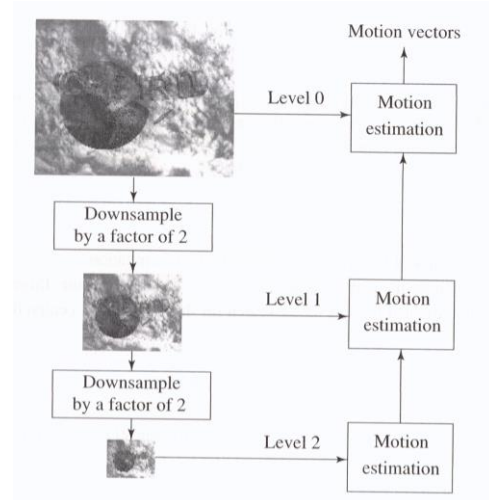 Motion vectors
Level 0
Motion
estimation
Downsample
by a factor of 2
Level 1
Motion
estimation
Downsample
by a factor of 2
Level 2
Motion
estimation